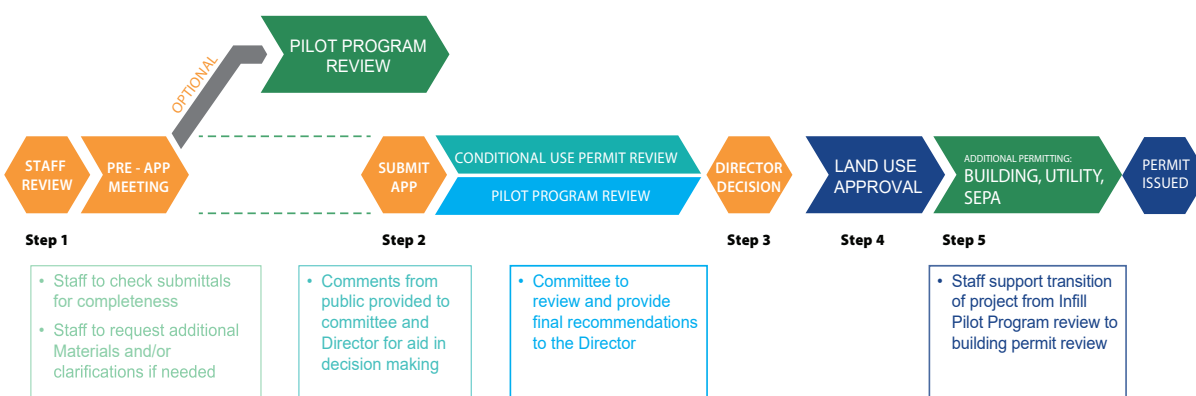 PILOT PROGRAM
REVIEW
OPTIONAL
STAFF
REVIEW
PRE - APP
MEETING
SUBMIT
APP
CONDITIONAL USE PERMIT REVIEW
PILOT PROGRAM REVIEW
DIRECTOR
DECISION
LAND USE
APPROVAL
ADDITIONAL PERMITTING:
BUILDING, UTILITY,
SEPA
PERMIT
ISSUED
Step 1
Step 2
Step 3
Step 4
Step 5
• Staff to check submittals
for completeness
• Staff to request additional
Materials and/or
clarifications if needed
• Comments from
public provided to
committee and
Director for aid in
decision making
• Committee to
review and provide
final recommendations
to the Director
• Staff support transition
of project from Infill
Pilot Program review to
building permit review